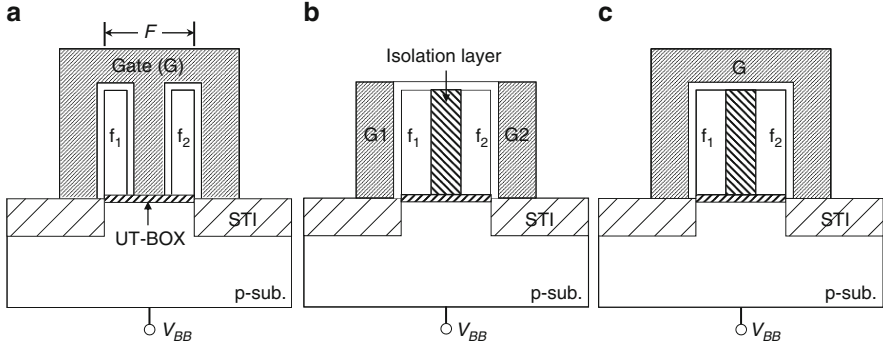 a
F
Gate (G)
f1
f2
STI
UT-BOX
p-sub.
VBB
b
Isolation layer
G1
f1
f2
G2
p-sub.
VBB
c
G
f1
f2
STI
p-sub.
VBB